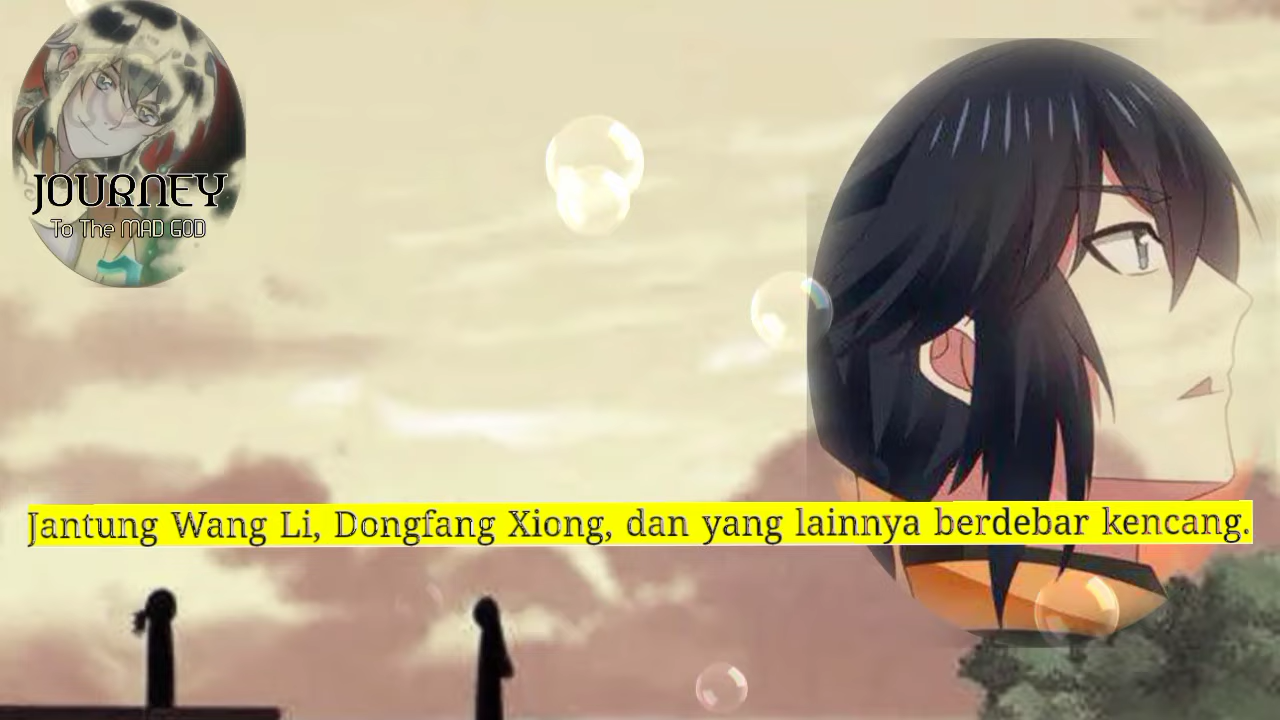 JOURNEY
To The MAD GOD
Jantung Wang Li, Dongfang Xiong, dan yang lainnya berdebar kencang.